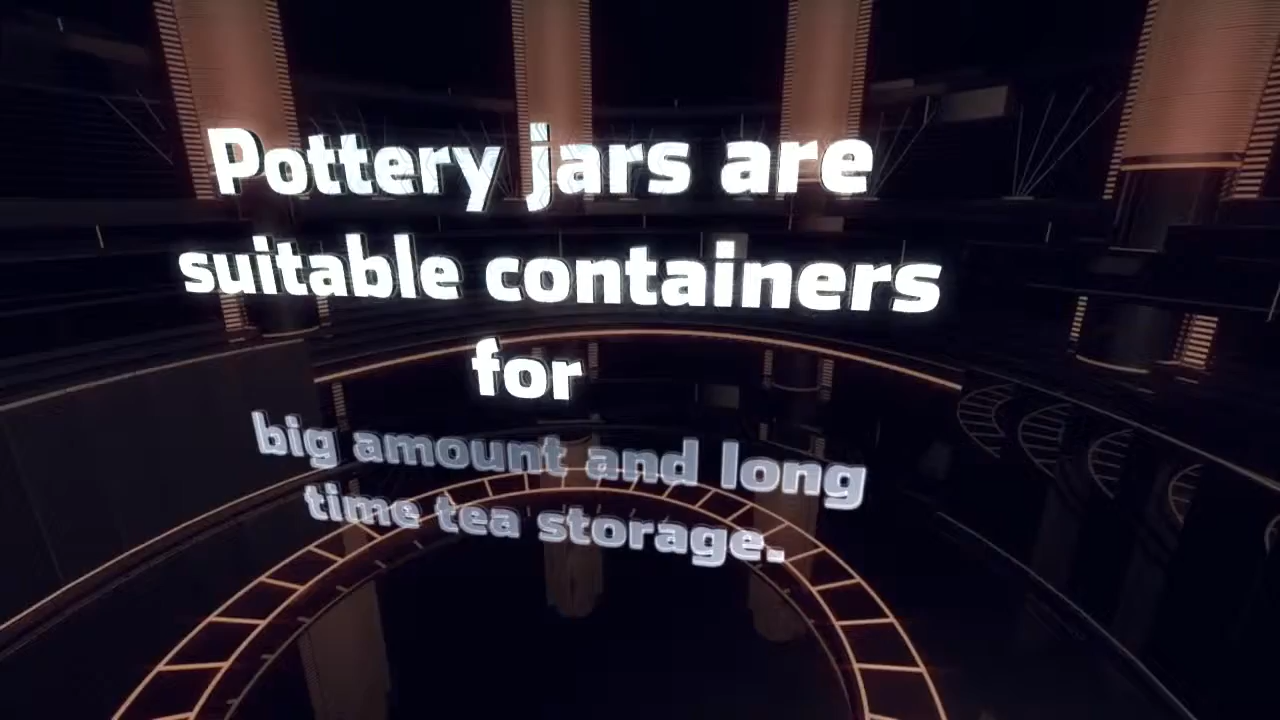 Pottery jars are
suitable containers
for
big amount and long
time tea storage.